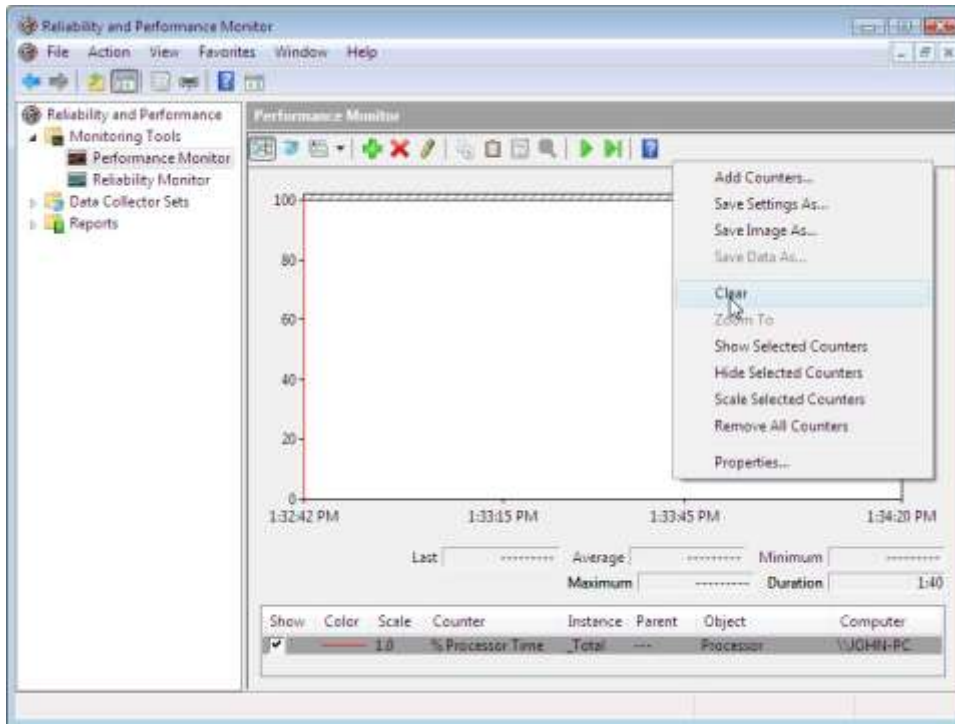 Reliability and Performance Monitor
File Action View Favorites Window Help
Reliability and Performance
Monitoring Tools
Performance Monitor
Reliability Monitor
Data Collector Sets
Reports
Performance Monitor
Add Counters...
Save Settings As...
Save Image As...
Save Data As...
Clear
Zoom To
Show Selected Counters
Hide Selected Counters
Scale Selected Counters
Remove All Counters
Properties...
100
80
60
40
20
0
1:32:42 PM 1:33:15 PM 1:33:45 PM 1:34:20 PM
Last --------- Average --------- Minimum ---------
Maximum --------- Duration 1:40
Show Color Scale Counter Instance Parent Object Computer
1.0 % Processor Time _Total --- Processor \\JOHN-PC